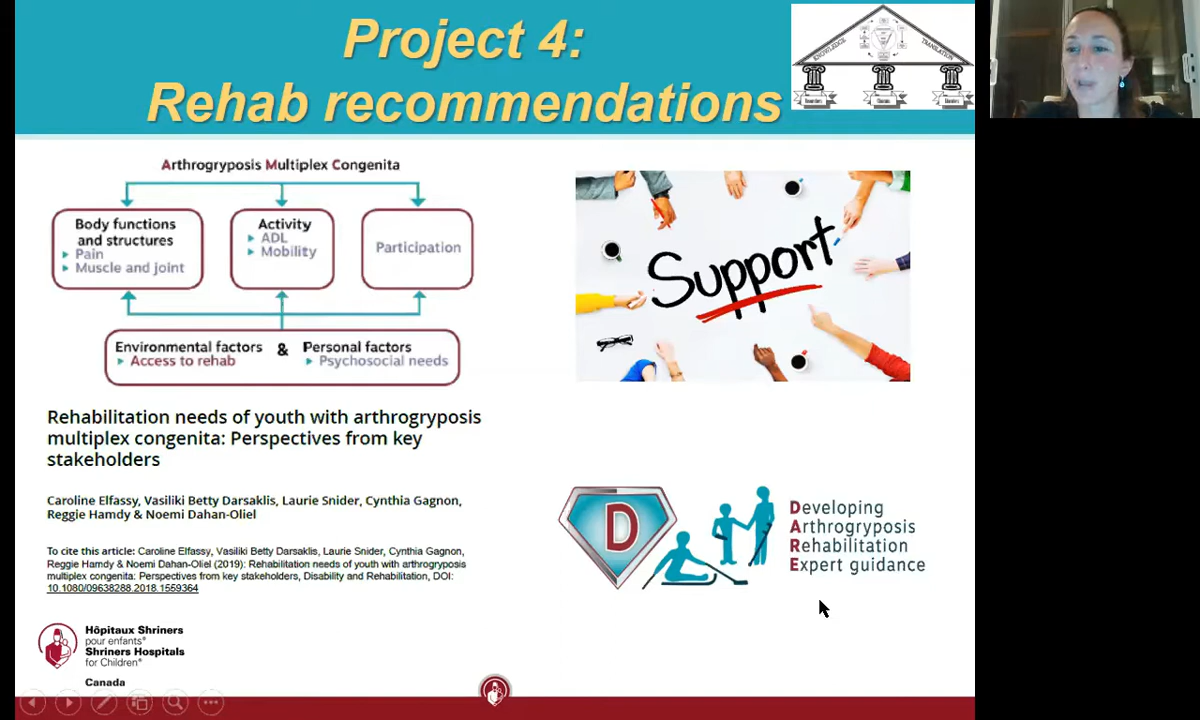 Project 4:
Rehab recommendations
KNOWLEDGE
TRANSLATION
Arthrogryposis Multiplex Congenita
Body functions
and structures
Pain
Muscle and joint
Activity
ADL
Mobility
Participation
Environmental factors
Access to rehab
&
Personal factors
Psychosocial needs
Support
Rehabilitation needs of youth with arthrogryposis
multiplex congenita: Perspectives from key
stakeholders
Caroline Elfassy, Vasiliki Betty Darsaklis, Laurie Snider, Cynthia Gagnon,
Reggie Hamdy & Noemi Dahan-Oliel
To cite this article: Caroline Elfassy, Vasiliki Betty Darsaklis, Laurie Snider, Cynthia Gagnon,
Reggie Hamdy & Noemi Dahan-Oliel (2019): Rehabilitation needs of youth with arthrogryposis
multiplex congenita: Perspectives from key stakeholders, Disability and Rehabilitation, DOI:
10.1080/09638288.2018.1559364
D
Developing
Arthrogryposis
Rehabilitation
Expert guidance
Hôpitaux Shriners
pour enfants®
Shriners Hospitals
for Children®
Canada